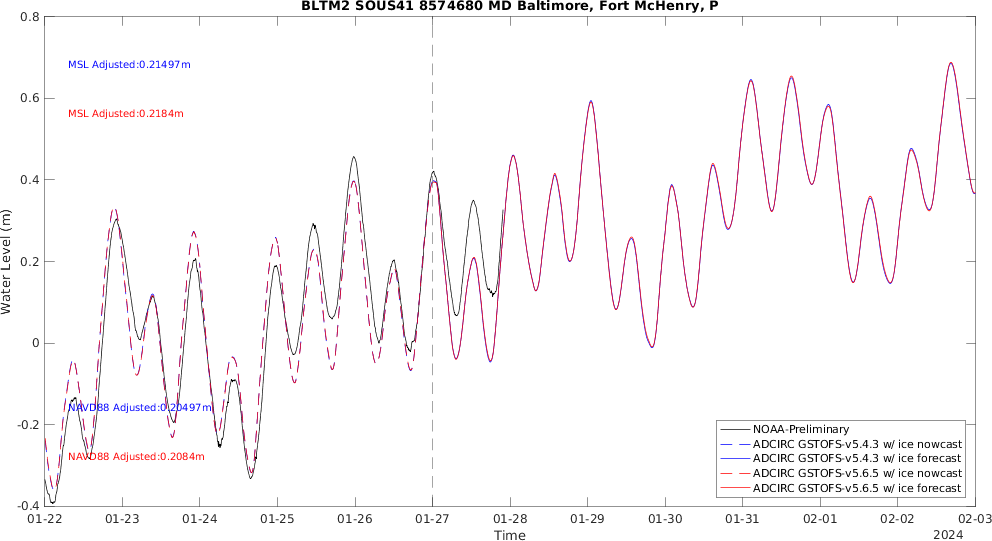 BLTM2 SOUS41 8574680 MD Baltimore, Fort McHenry, P
0.8
0.6
0.4
0.2
0
-0.2
-0.4
Water Level (m)
MSL Adjusted:0.21497m
MSL Adjusted:0.2184m
NAVD88 Adjusted:0.20497m
NAVD88 Adjusted:0.2084m
NOAA-Preliminary
ADCIRC GSTOFS-v5.4.3 w/ ice nowcast
ADCIRC GSTOFS-v5.4.3 w/ ice forecast
ADCIRC GSTOFS-v5.6.5 w/ ice nowcast
ADCIRC GSTOFS-v5.6.5 w/ ice forecast
01-22 01-23 01-24 01-25 01-26 01-27 01-28 01-29 01-30 01-31 02-01 02-02 02-03
Time
2024